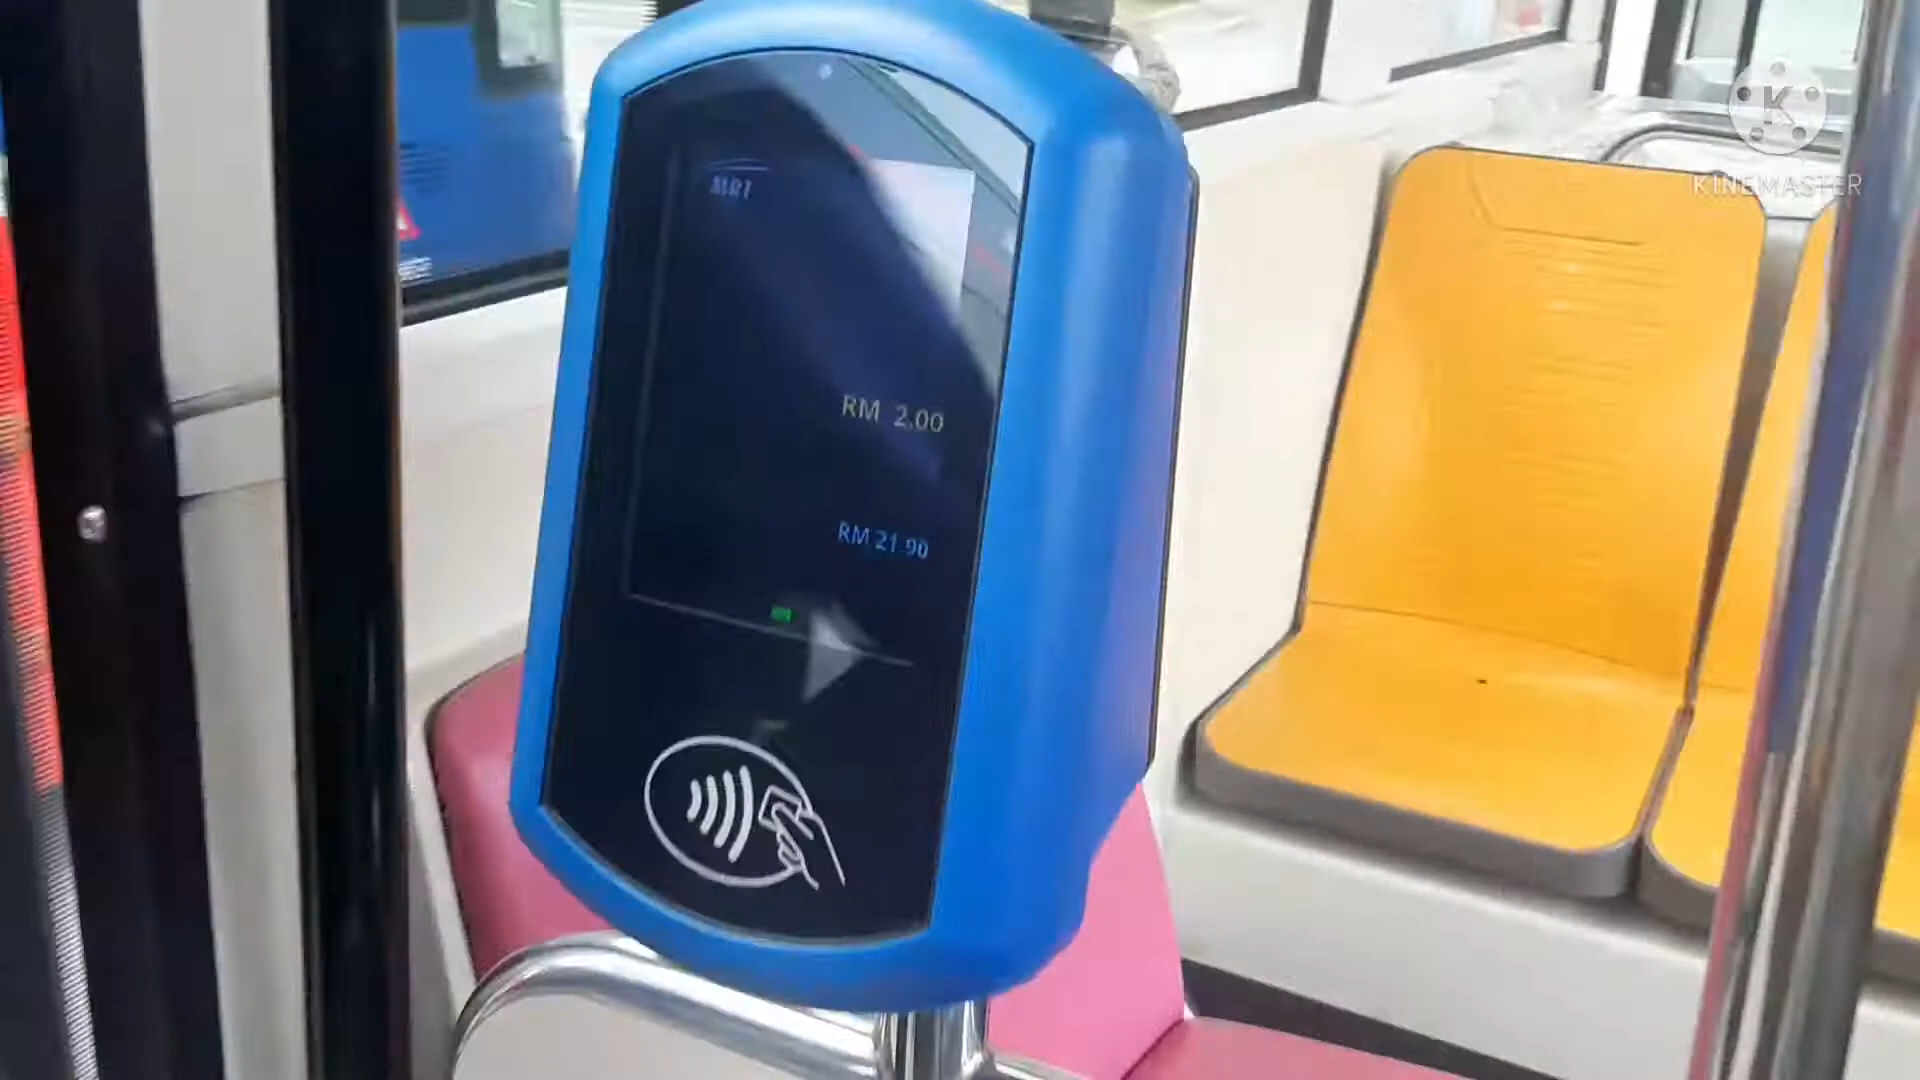 MRT
RM 2.00
RM 21.90
K
KINEMASTER